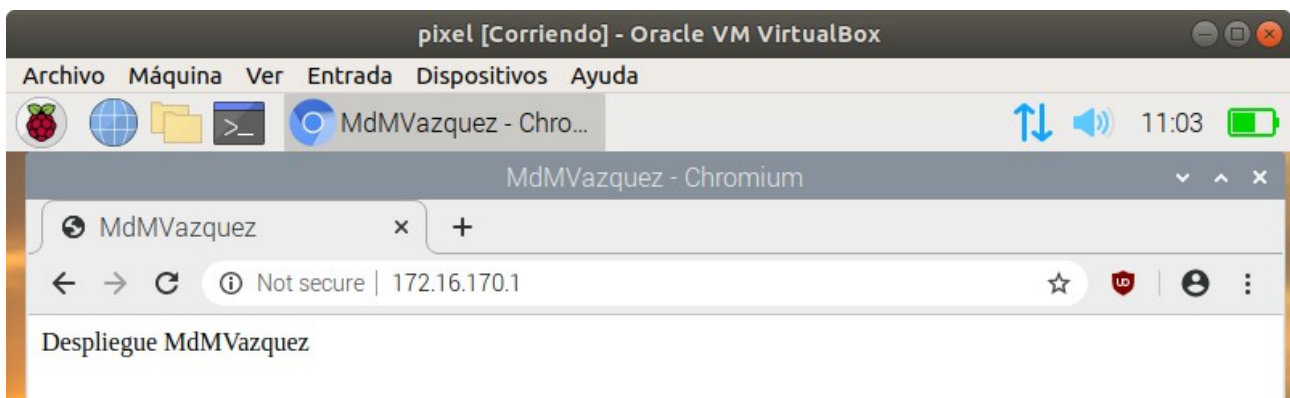 pixel [Corriendo] - Oracle VM VirtualBox
Archivo Máquina Ver Entrada Dispositivos Ayuda
>_ MdMVazquez - Chro... 11:03
MdMVazquez - Chromium
MdMVazquez
Not secure | 172.16.170.1
Despliegue MdMVazquez